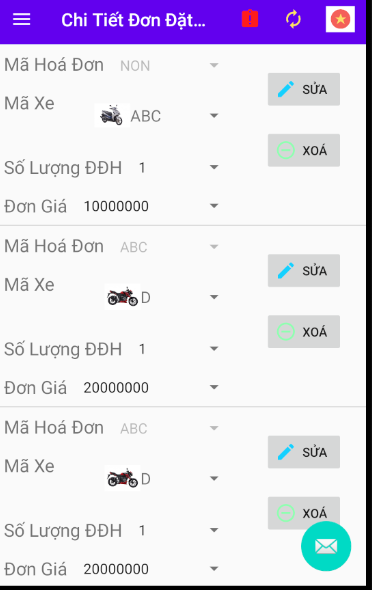 Chi Tiết Đơn Đặt...
Mã Hoá Đơn NON
SỬA
Mã Xe ABC
XOÁ
Số Lượng ĐĐH 1
Đơn Giá 10000000
Mã Hoá Đơn ABC
SỬA
Mã Xe D
XOÁ
Số Lượng ĐĐH 1
Đơn Giá 20000000
Mã Hoá Đơn ABC
SỬA
Mã Xe D
XOÁ
Số Lượng ĐĐH 1
Đơn Giá 20000000